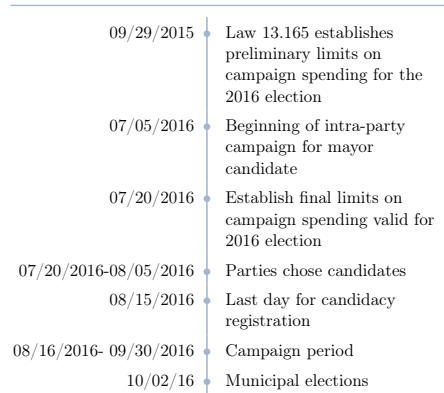 09/29/2015 Law 13.165 establishes
preliminary limits on
campaign spending for the
2016 election
07/05/2016 Beginning of intra-party
campaign for mayor
candidate
07/20/2016 Establish final limits on
campaign spending valid for
2016 election
07/20/2016-08/05/2016 Parties chose candidates
08/15/2016 Last day for candidacy
registration
08/16/2016- 09/30/2016 Campaign period
10/02/16 Municipal elections